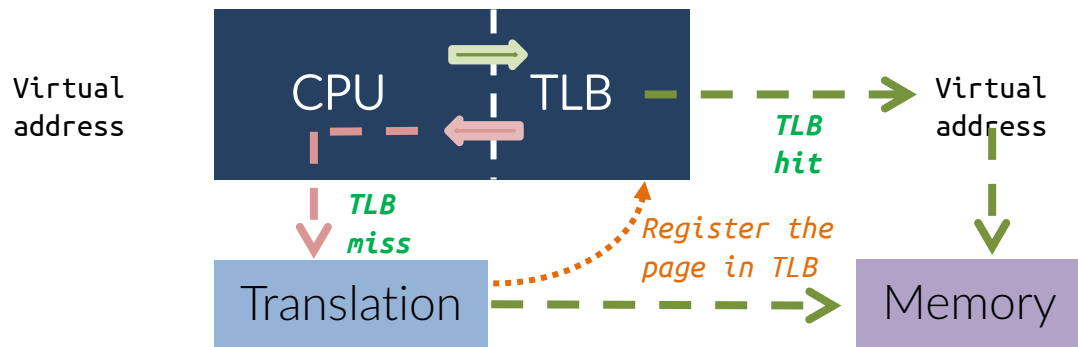 Virtual
address
CPU
TLB
Virtual
address
TLB
hit
TLB
miss
Register the
page in TLB
Translation
Memory